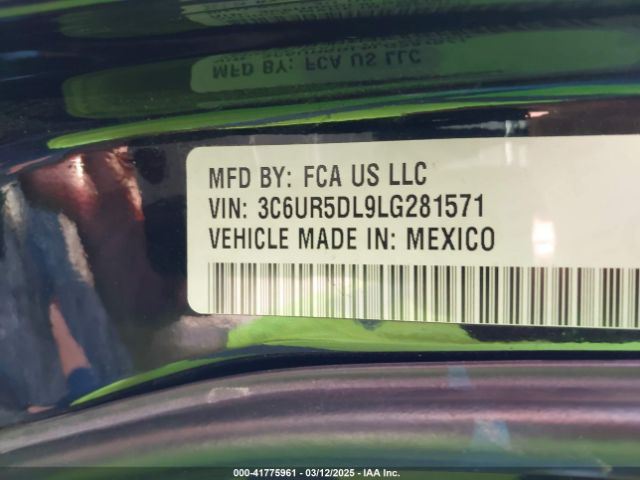 MFD BY: FCA US LLC
MFD BY: FCA US LLC
VIN: 3C6UR5DL9LG281571
VEHICLE MADE IN: MEXICO
000-41775961 - 03/12/2025 - IAA Inc.